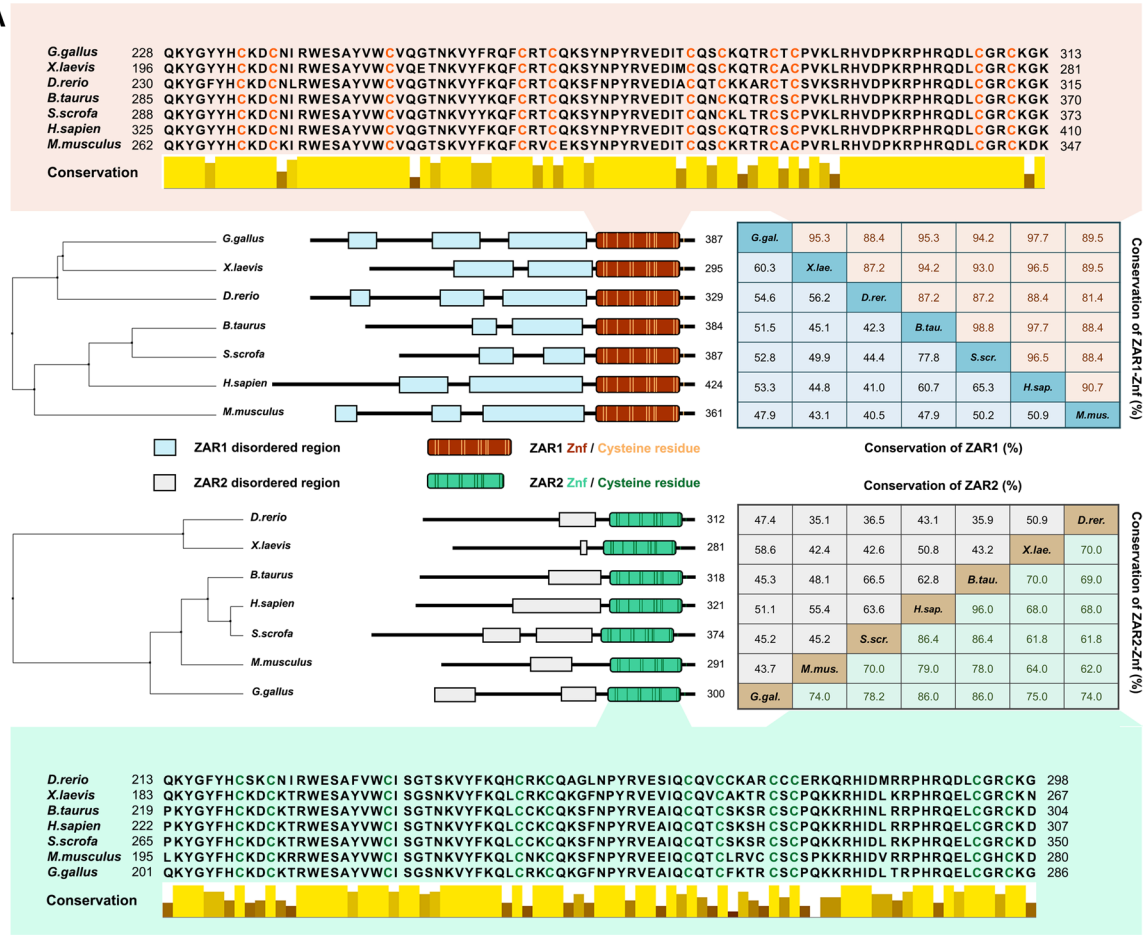 A
G.gallus 228 QKYGYYHCKDCNIRWESAYVWCVQGTNKVYFRQFCRTCQKSYNPYRVEDITCQSCKQTRCTCPVKLRHVDPKRPHRQDLCGRCKGK 313
X.laevis 196 QKYGYYHCKDCNIRWESAYVWCVQETNKVYFKQFCRTCQKSYNPYRVEDIMCQSCKQTRCACPVKLRHVDPKRPHRQDLCGRCKGK 281
D.rerio 230 QKYGFYHCKDCNLRWESAYVWCVQGTNKVYFKQFCRTCQKSFNPYRVEDIACQTCKKARCTCSVKSRHVDPKRPHRQDLCGRCKGK 315
B.taurus 285 QKYGYYHCKDCNIRWESAYVWCVQGTNKVYFKQFCRTCQKSYNPYRVEDITCQNCKQTRCSCPVKLRHVDPKRPHRQDLCGRCKGK 370
S.scrofa 288 QKYGYYHCKDCNIRWESAYVWCVQGTNKVYYKQFCRTCQKSYNPYRVEDITCQNCKLTRCSCPVKLRHVDPKRPHRQDLCGRCKGK 373
H.sapien 325 QKYGYYHCKDCNIRWESAYVWCVQGTNKVYFKQFCRTCQKSYNPYRVEDITCQSCKQTRCSCPVKLRHVDPKRPHRQDLCGRCKGK 410
M.musculus 262 QKYGYYHCKDCKIRWESAYVWCVQGTSKVYFKQFCRVCEKSYNPYRVEDITCQSCKRTRCACPVRLRHVDPKRPHRQDLCGRCKDK 347
Conservation
G.gallus 387
X.laevis 295
D.rerio 329
B.taurus 384
S.scrofa 387
H.sapien 424
M.musculus 361
G.gal. 95.3 88.4 95.3 94.2 97.7 89.5
60.3 X.lae. 87.2 94.2 93.0 96.5 89.5
54.6 56.2 D.rer. 87.2 87.2 88.4 81.4
51.5 45.1 42.3 B.tau. 98.8 97.7 88.4
52.8 49.9 44.4 77.8 S.scr. 96.5 88.4
53.3 44.8 41.0 60.7 65.3 H.sap. 90.7
47.9 43.1 40.5 47.9 50.2 50.9 M.mus.
Conservation of ZAR1-Znf (%)
Conservation of ZAR1 (%)
ZAR1 disordered region
ZAR1 Znf / Cysteine residue
ZAR2 disordered region
ZAR2 Znf / Cysteine residue
Conservation of ZAR2 (%)
D.rerio 312
X.laevis 281
B.taurus 318
H.sapien 321
S.scrofa 374
M.musculus 291
G.gallus 300
47.4 35.1 36.5 43.1 35.9 50.9 D.rer.
58.6 42.4 42.6 50.8 43.2 X.lae. 70.0
45.3 48.1 66.5 62.8 B.tau. 70.0 69.0
51.1 55.4 63.6 H.sap. 96.0 68.0 68.0
45.2 45.2 S.scr. 86.4 86.4 61.8 61.8
43.7 M.mus. 70.0 79.0 78.0 64.0 62.0
G.gal. 74.0 78.2 86.0 86.0 75.0 74.0
Conservation of ZAR2-Znf (%)
D.rerio 213 QKYGFYHCSKCNIRWESAFVWCISGTSKVYFKQHCRKCQAGLNPYRVESIQCQVCCKARCCCERKQRHIDMRRPHRQDLCGRCKG 298
X.laevis 183 QKYGYFHCKDCKTRWESAYVWCISGSNKVYFKQLCRKCQKGFNPYRVEVIQCQVCAKTRCSCPQKKRHIDLKRPHRQELCGRCKN 267
B.taurus 219 PKYGYFHCKDCKTRWESAYVWCISGTNKVYFKQLCCKCQKSFNPYRVEAIQCQTCSKSHCSCPQKKRHIDLRRPHRQELCGRCKD 304
H.sapien 222 PKYGYFHCKDCKTRWESAYVWCISGTNKVYFKQLCCKCQKSFNPYRVEAIQCQTCSKSHCSCPQKKRHIDLRRPHRQELCGRCKD 307
S.scrofa 265 PKYGYFHCKDCKTRWESAYVWCISGTNKVYFKQLCRKCQKSFNPYRVEAIQCQTCSKSRCSCPQKKRHIDLRRPHRQELCGRCKD 350
M.musculus 195 LKYGYFHCKDCKRRWESAYVWCISGTNKVYFKQLCNKCQKSFNPYRVEEIQCQTCLRVCCSCSPKKRHIDVRRPHRQELCGHCKD 280
G.gallus 201 QKYGYFHCKDCKTRWESAYVWCISGSNKVYFKQLCRKCQKGFNPYRVEAIQCQTCFKTRCSCPQKKRHIDLTRPHRQELCGRCKD 286
Conservation